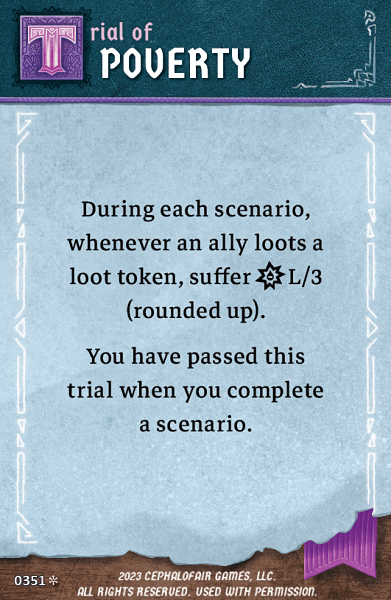 Trial of
POVERTY
During each scenario,
whenever an ally loots a
loot token, suffer L/3
(rounded up).
You have passed this
trial when you complete
a scenario.
0351
2023 CEPHALOFAIR GAMES, LLC.
ALL RIGHTS RESERVED. USED WITH PERMISSION.